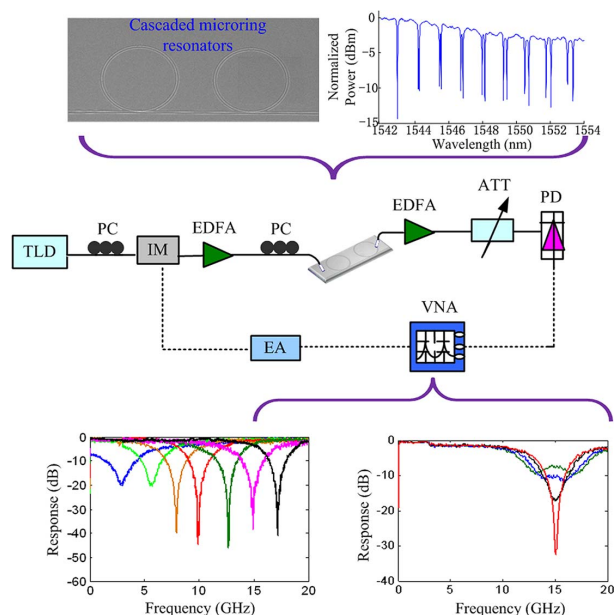 Cascaded microring
resonators
Normalized
Power (dBm)
0
-5
-10
-15
1542 1544 1546 1548 1550 1552 1554
Wavelength (nm)
TLD
PC
IM
EDFA
PC
EDFA
ATT
PD
EA
VNA
Response (dB)
0
-10
-20
-30
-40
-50
-60
0 5 10 15 20
Frequency (GHz)
Response (dB)
0
-10
-20
-30
-40
0 5 10 15 20
Frequency (GHz)